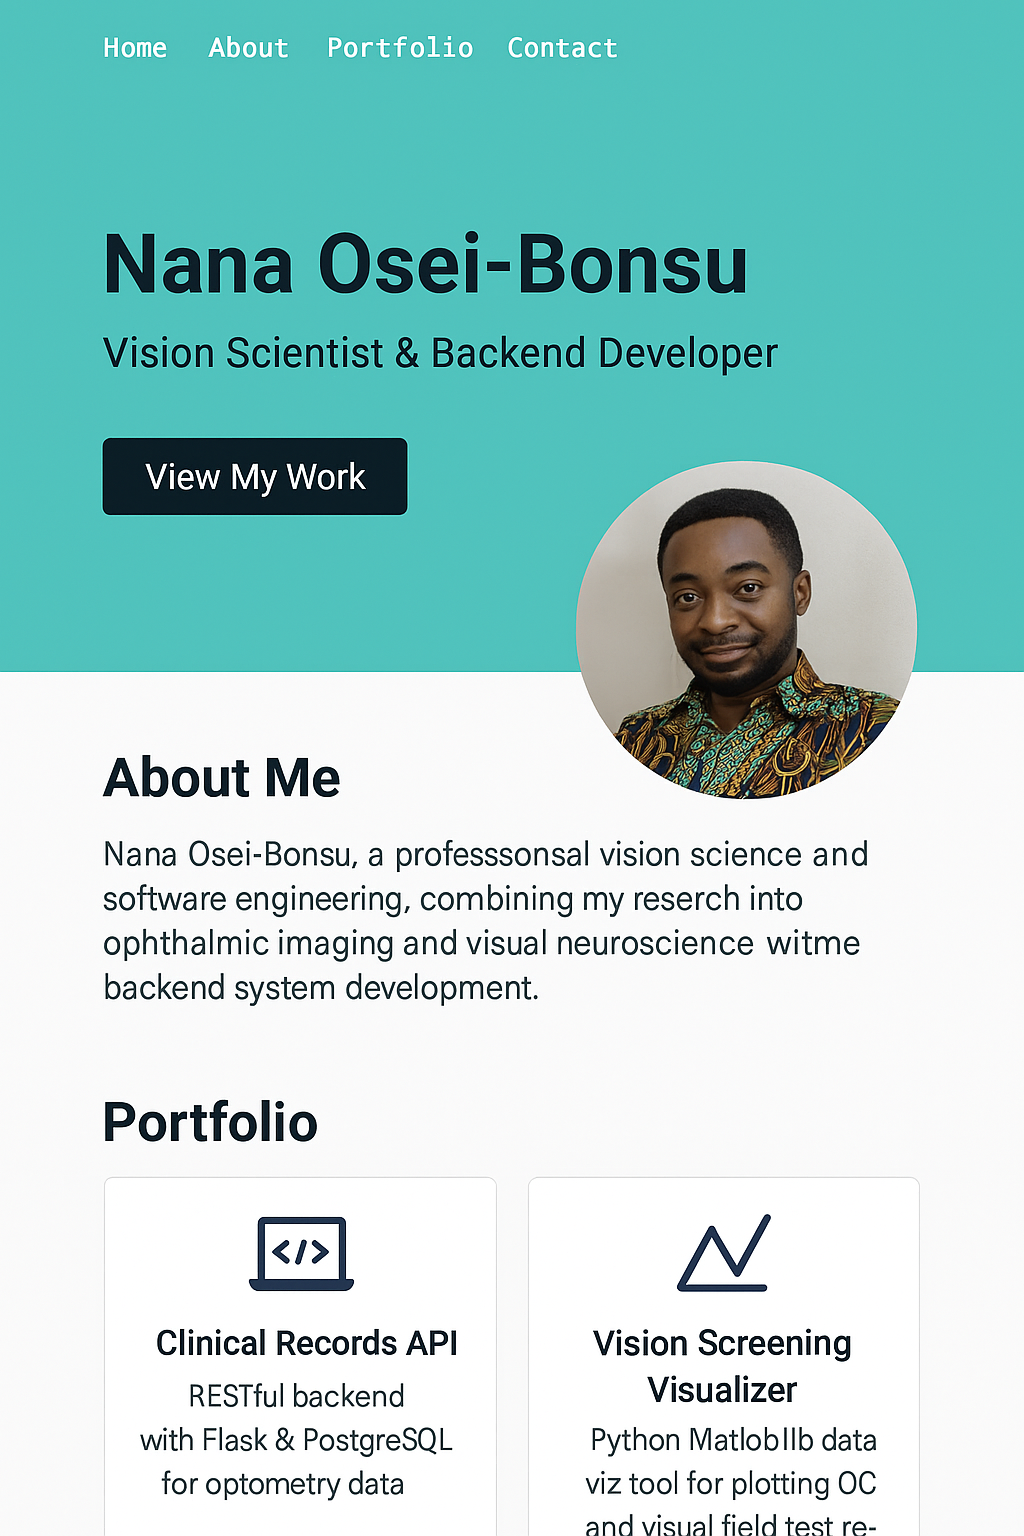 Home About Portfolio Contact
Nana Osei-Bonsu
Vision Scientist & Backend Developer
View My Work
About Me
Nana Osei-Bonsu, a professsonsal vision science and
software engineering, combining my reserch into
ophthalmic imaging and visual neuroscience witme
backend system development.
Portfolio
</>
Clinical Records API
RESTful backend
with Flask & PostgreSQL
for optometry data
Vision Screening
Visualizer
Python MatlobIlb data
viz tool for plotting OC
and visual field test re-